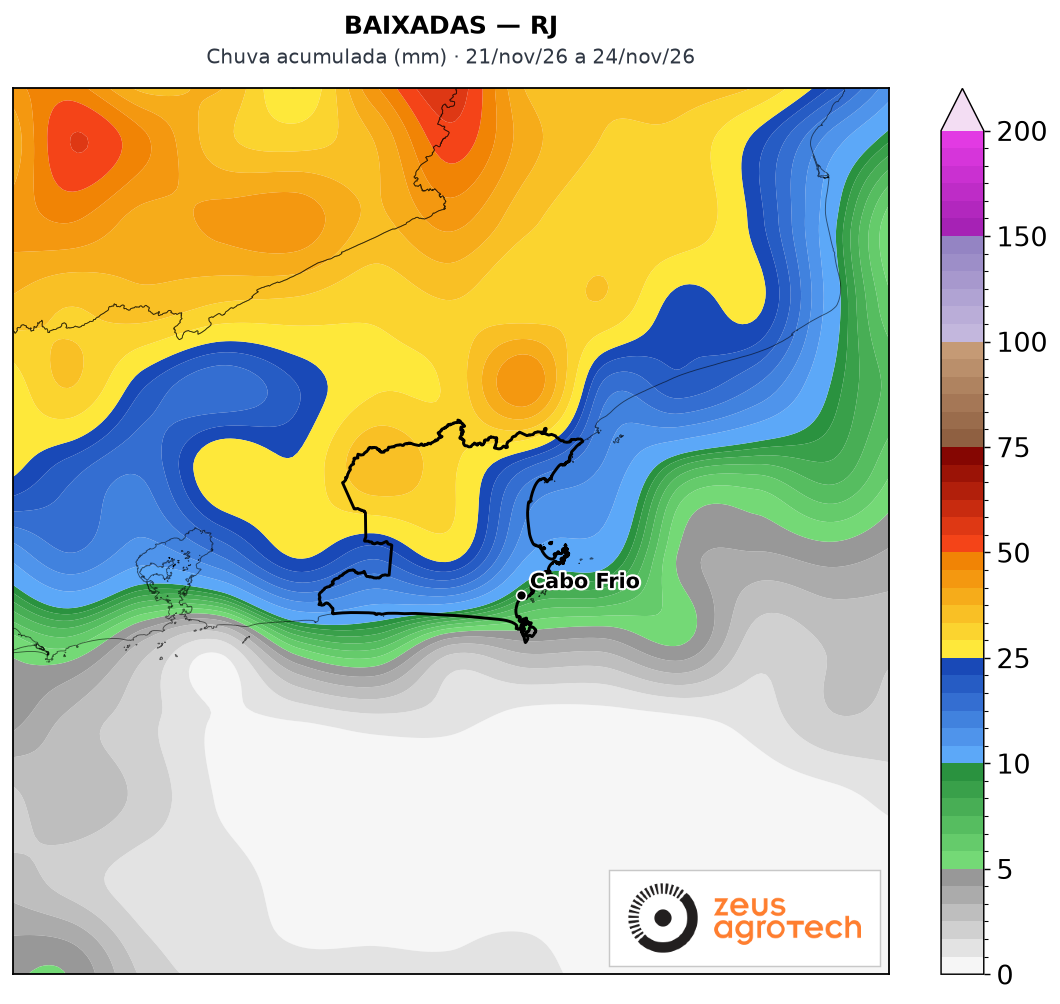 BAIXADAS — RJ
Chuva acumulada (mm) · 21/nov/26 a 24/nov/26
200
150
100
75
50
25
10
5
0
Cabo Frio
zeus
agrotech